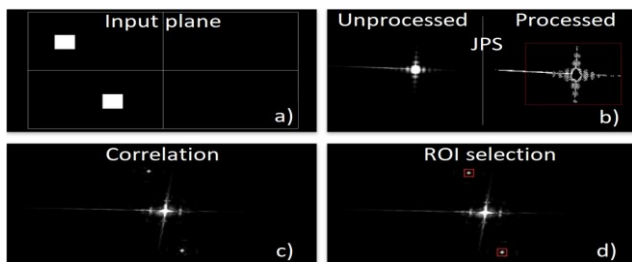 Input plane
a)
Unprocessed
Processed
JPS
b)
Correlation
c)
ROI selection
d)